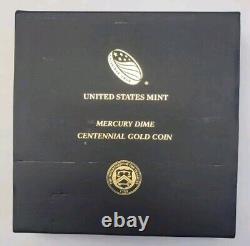 UNITED STATES MINT
MERCURY DIME
CENTENNIAL GOLD COIN